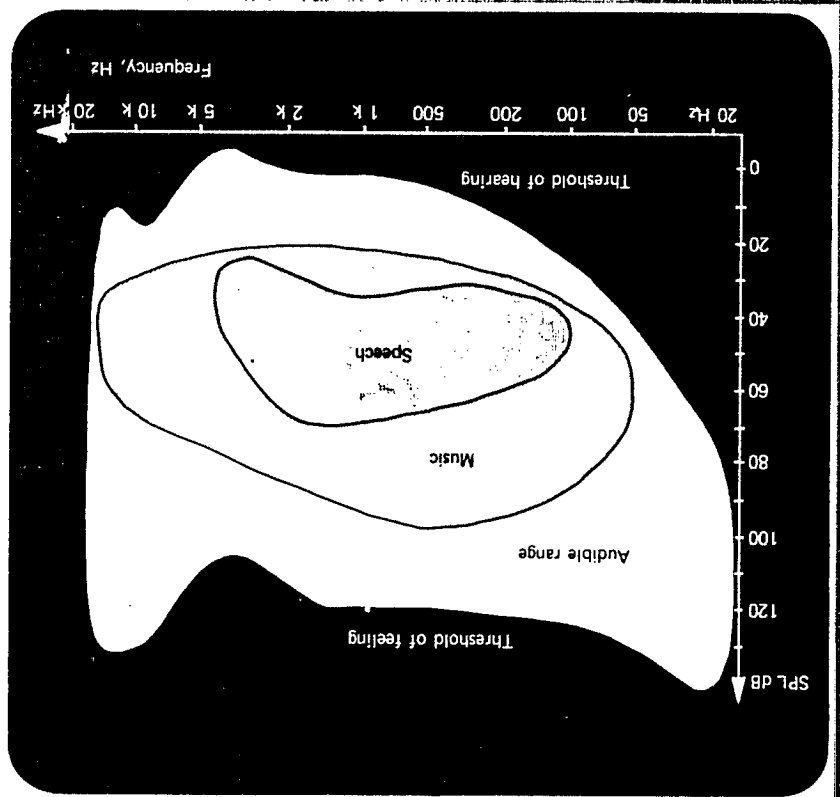 SPL dB
120
100
80
60
40
20
0
Threshold of feeling
Audible range
Music
Speech
Threshold of hearing
20 Hz 50 100 200 500 1 k 2 k 5 k 10 k 20 kHz
Frequency, Hz